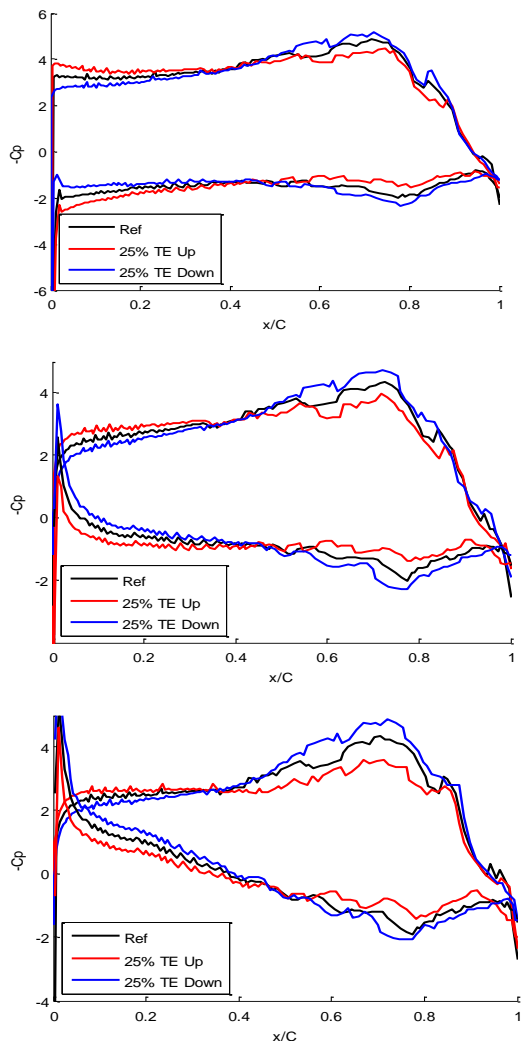 6
4
2
0
-2
-4
-6
-Cp
Ref
25% TE Up
25% TE Down
0 0.2 0.4 0.6 0.8 1
x/C
4
2
0
-2
-Cp
Ref
25% TE Up
25% TE Down
0 0.2 0.4 0.6 0.8 1
x/C
4
2
0
-2
-4
-Cp
Ref
25% TE Up
25% TE Down
0 0.2 0.4 0.6 0.8 1
x/C